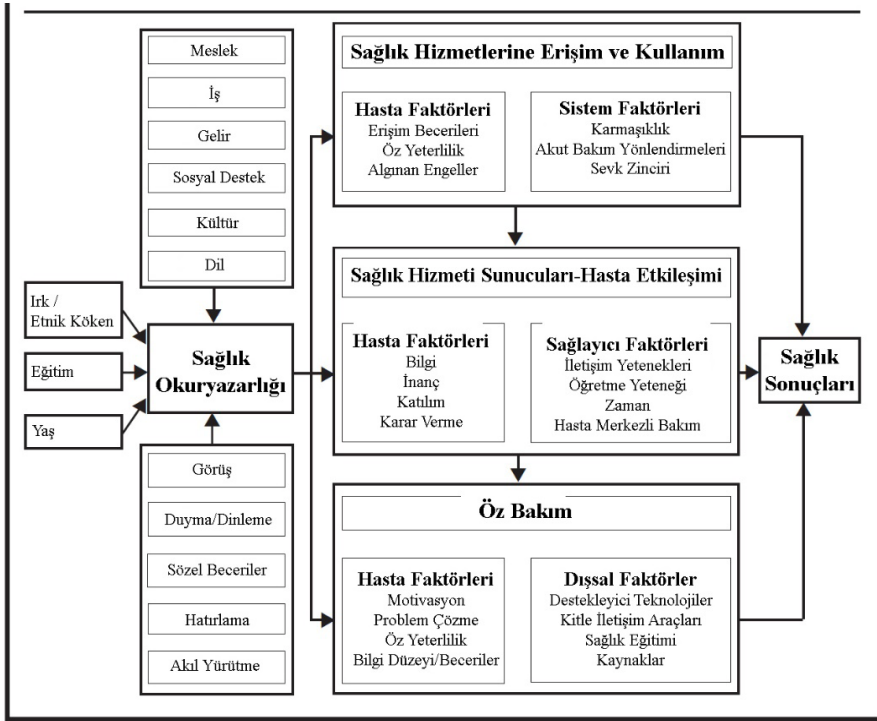 Meslek
İş
Gelir
Sosyal Destek
Kültür
Dil
Irk /
Etnik Köken
Eğitim
Yaş
Sağlık
Okuryazarlığı
Görüş
Duyma/Dinleme
Sözel Beceriler
Hatırlama
Akıl Yürütme
Sağlık Hizmetlerine Erişim ve Kullanım
Hasta Faktörleri
Erişim Becerileri
Öz Yeterlilik
Algınan Engeller
Sistem Faktörleri
Karmaşıklık
Akut Bakım Yönlendirmeleri
Sevk Zinciri
Sağlık Hizmeti Sunucuları-Hasta Etkileşimi
Hasta Faktörleri
Bilgi
İnanç
Katılım
Karar Verme
Sağlayıcı Faktörleri
İletişim Yetenekleri
Öğretme Yeteneği
Zaman
Hasta Merkezli Bakım
Öz Bakım
Hasta Faktörleri
Motivasyon
Problem Çözme
Öz Yeterlilik
Bilgi Düzeyi/Beceriler
Dışsal Faktörler
Destekleyici Teknolojiler
Kitle İletişim Araçları
Sağlık Eğitimi
Kaynaklar
Sağlık
Sonuçları